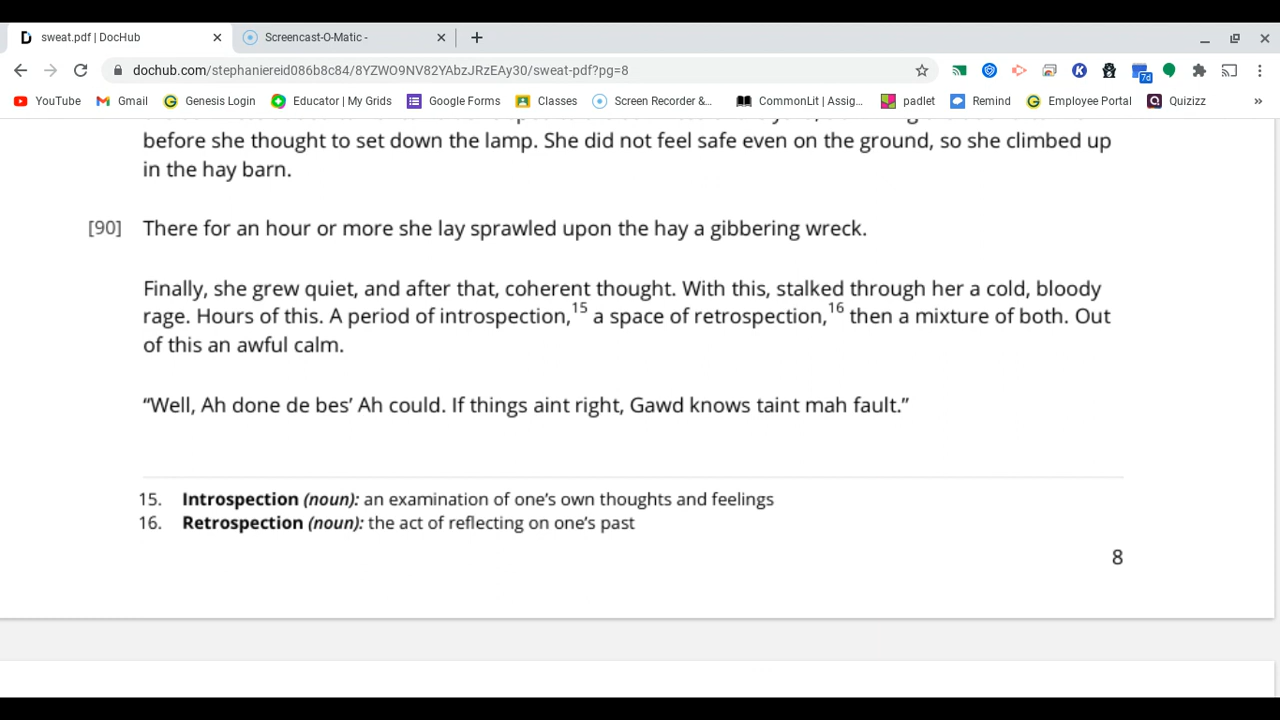 sweat.pdf | DocHub
Screencast-O-Matic -
dochub.com/stephaniereid086b8c84/8YZWO9NV82YAbzJRzEAy30/sweat-pdf?pg=8
7d
YouTube Gmail Genesis Login Educator | My Grids Google Forms Classes Screen Recorder &... CommonLit | Assig... padlet Remind Employee Portal Quizizz »
before she thought to set down the lamp. She did not feel safe even on the ground, so she climbed up
in the hay barn.
[90] There for an hour or more she lay sprawled upon the hay a gibbering wreck.
Finally, she grew quiet, and after that, coherent thought. With this, stalked through her a cold, bloody
rage. Hours of this. A period of introspection,15 a space of retrospection,16 then a mixture of both. Out
of this an awful calm.
“Well, Ah done de bes’ Ah could. If things aint right, Gawd knows taint mah fault.”
15. Introspection (noun): an examination of one’s own thoughts and feelings
16. Retrospection (noun): the act of reflecting on one’s past
8